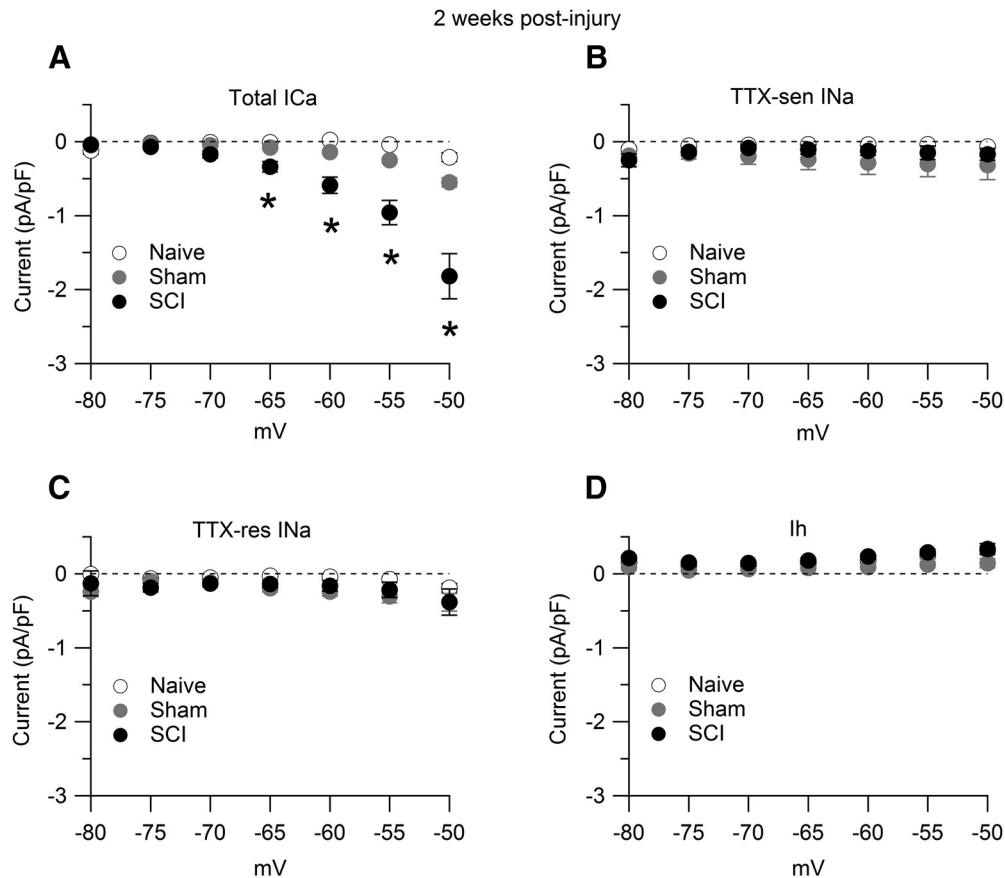 2 weeks post-injury
A
Total ICa
0
-1
-2
-3
Current (pA/pF)
Naive
Sham
SCI
*
*
*
*
-80 -75 -70 -65 -60 -55 -50
mV
B
TTX-sen INa
0
-1
-2
-3
Current (pA/pF)
Naive
Sham
SCI
-80 -75 -70 -65 -60 -55 -50
mV
C
TTX-res INa
0
-1
-2
-3
Current (pA/pF)
Naive
Sham
SCI
-80 -75 -70 -65 -60 -55 -50
mV
D
Ih
0
-1
-2
-3
Current (pA/pF)
Naive
Sham
SCI
-80 -75 -70 -65 -60 -55 -50
mV